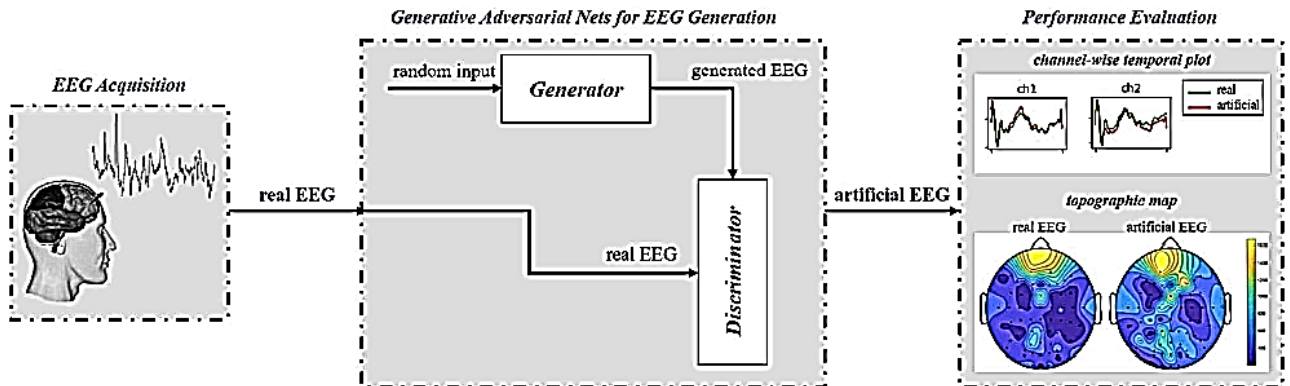 Generative Adversarial Nets for EEG Generation
Performance Evaluation
EEG Acquisition
random input
Generator
generated EEG
real EEG
real EEG
Discriminator
artificial EEG
channel-wise temporal plot
ch1
ch2
real
artificial
topographic map
real EEG
artificial EEG